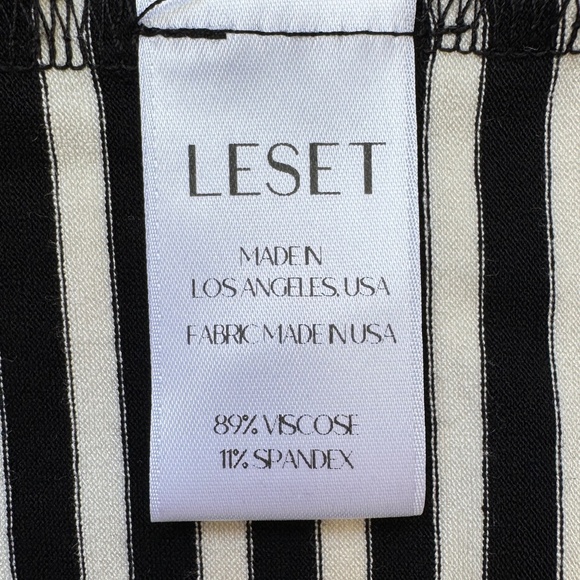 LESET
MADE IN
LOS ANGELES, USA
FABRIC MADE IN USA
89% VISCOSE
11% SPANDEX